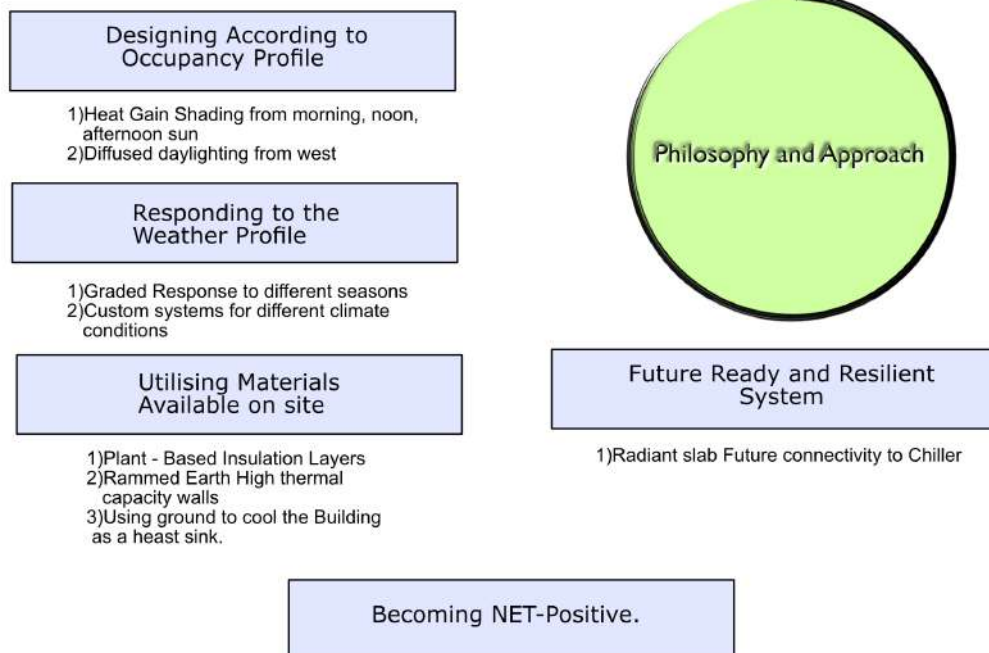 Designing According to
Occupancy Profile
1)Heat Gain Shading from morning, noon,
afternoon sun
2)Diffused daylighting from west
Responding to the
Weather Profile
1)Graded Response to different seasons
2)Custom systems for different climate
conditions
Utilising Materials
Available on site
1)Plant - Based Insulation Layers
2)Rammed Earth High thermal
capacity walls
3)Using ground to cool the Building
as a heast sink.
Philosophy and Approach
Future Ready and Resilient
System
1)Radiant slab Future connectivity to Chiller
Becoming NET-Positive.